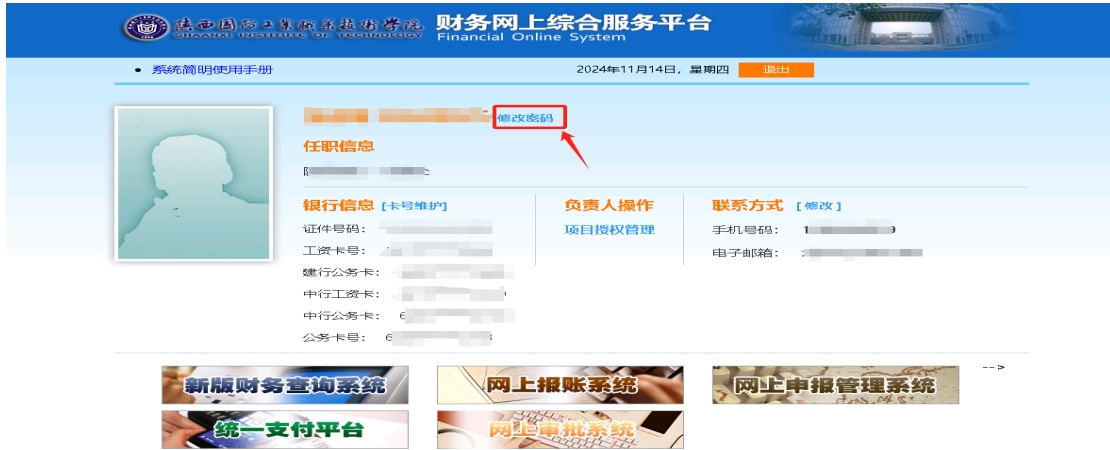 陕西国防工业职业技术学院 财务网上综合服务平台
SHAANXI INSTITUTE OF TECHNOLOGY Financial Online System
• 系统简明使用手册 2024年11月14日，星期四 退出
修改密码
任职信息
银行信息 [卡号维护] 负责人操作 联系方式 [修改]
证件号码： 项目授权管理 手机号码： 1 9
工资卡号： 电子邮箱：
建行公务卡：
中行工资卡：
中行公务卡： 6
公务卡号： 6
新版财务查询系统 网上报账系统 网上申报管理系统 -->
统一支付平台 网上审批系统